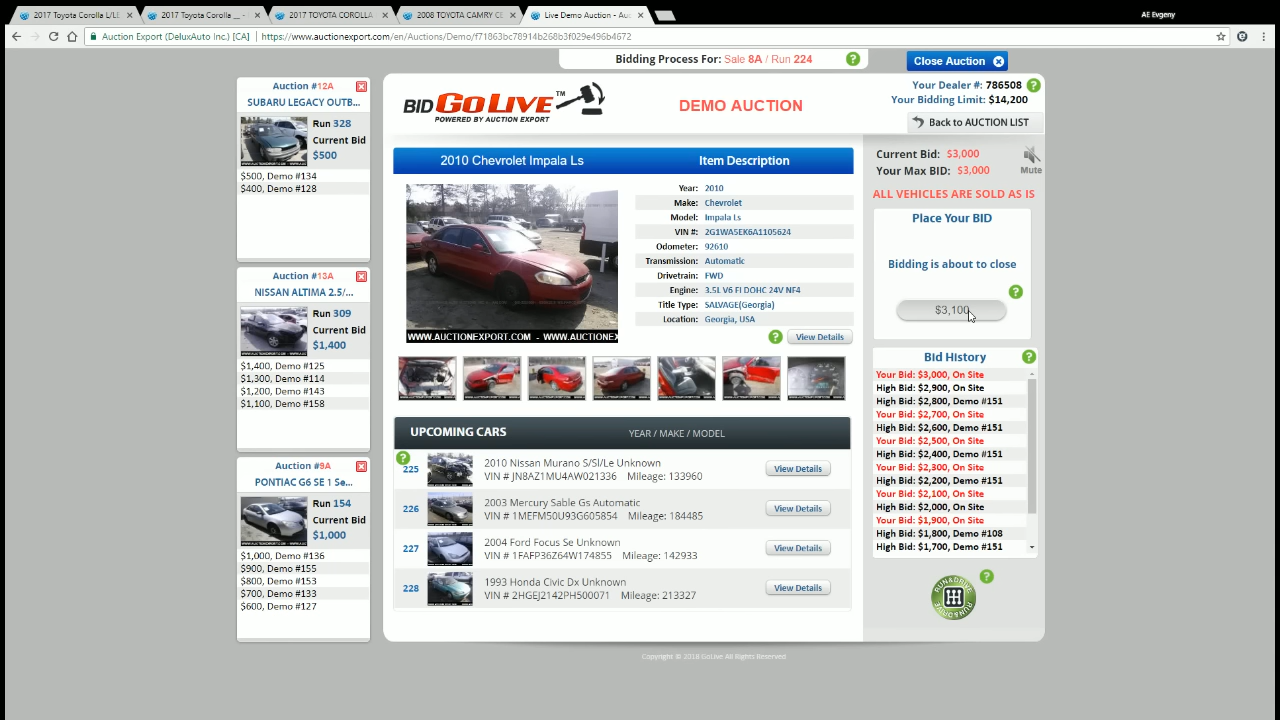 2017 Toyota Corolla L/LE
2017 Toyota Corolla __ -
2017 TOYOTA COROLLA
2008 TOYOTA CAMRY CE
Live Demo Auction - Auc
AE Evgeny
Auction Export (DeluxAuto Inc.) [CA]
https://www.auctionexport.com/en/Auctions/Demo/f71863bc78914b268b3f029e496b4672
Bidding Process For: Sale 8A / Run 224
?
Close Auction
BID GOLIVE TM
POWERED BY AUCTION EXPORT
DEMO AUCTION
Your Dealer #: 786508 ?
Your Bidding Limit: $14,200
Back to AUCTION LIST
Auction #12A
SUBARU LEGACY OUTB...
Run 328
Current Bid
$500
$500, Demo #134
$400, Demo #128
Auction #13A
NISSAN ALTIMA 2.5/...
Run 309
Current Bid
$1,400
$1,400, Demo #125
$1,300, Demo #114
$1,200, Demo #143
$1,100, Demo #158
Auction #9A
PONTIAC G6 SE 1 Se...
Run 154
Current Bid
$1,000
$1,000, Demo #136
$900, Demo #155
$800, Demo #153
$700, Demo #133
$600, Demo #127
2010 Chevrolet Impala Ls
Item Description
WWW.AUCTIONEXPORT.COM - WWW.AUCTIONEX
Year: 2010
Make: Chevrolet
Model: Impala Ls
VIN #: 2G1WA5EK6A1105624
Odometer: 92610
Transmission: Automatic
Drivetrain: FWD
Engine: 3.5L V6 FI DOHC 24V NF4
Title Type: SALVAGE(Georgia)
Location: Georgia, USA
?
View Details
UPCOMING CARS
YEAR / MAKE / MODEL
?
225
2010 Nissan Murano S/Sl/Le Unknown
VIN # JN8AZ1MU4AW021336 Mileage: 133960
View Details
226
2003 Mercury Sable Gs Automatic
VIN # 1MEFM50U93G605854 Mileage: 184485
View Details
227
2004 Ford Focus Se Unknown
VIN # 1FAFP36Z64W174855 Mileage: 142933
View Details
228
1993 Honda Civic Dx Unknown
VIN # 2HGEJ2142PH500071 Mileage: 213327
View Details
Current Bid: $3,000
Your Max BID: $3,000
Mute
ALL VEHICLES ARE SOLD AS IS
Place Your BID
Bidding is about to close
?
$3,100
Bid History
?
Your Bid: $3,000, On Site
High Bid: $2,900, On Site
High Bid: $2,800, Demo #151
Your Bid: $2,700, On Site
High Bid: $2,600, Demo #151
Your Bid: $2,500, On Site
High Bid: $2,400, Demo #151
Your Bid: $2,300, On Site
High Bid: $2,200, Demo #151
Your Bid: $2,100, On Site
High Bid: $2,000, On Site
Your Bid: $1,900, On Site
High Bid: $1,800, Demo #108
High Bid: $1,700, Demo #151
?
RUN&DRIVE
RUN&DRIVE
Copyright © 2018 GoLive All Rights Reserved